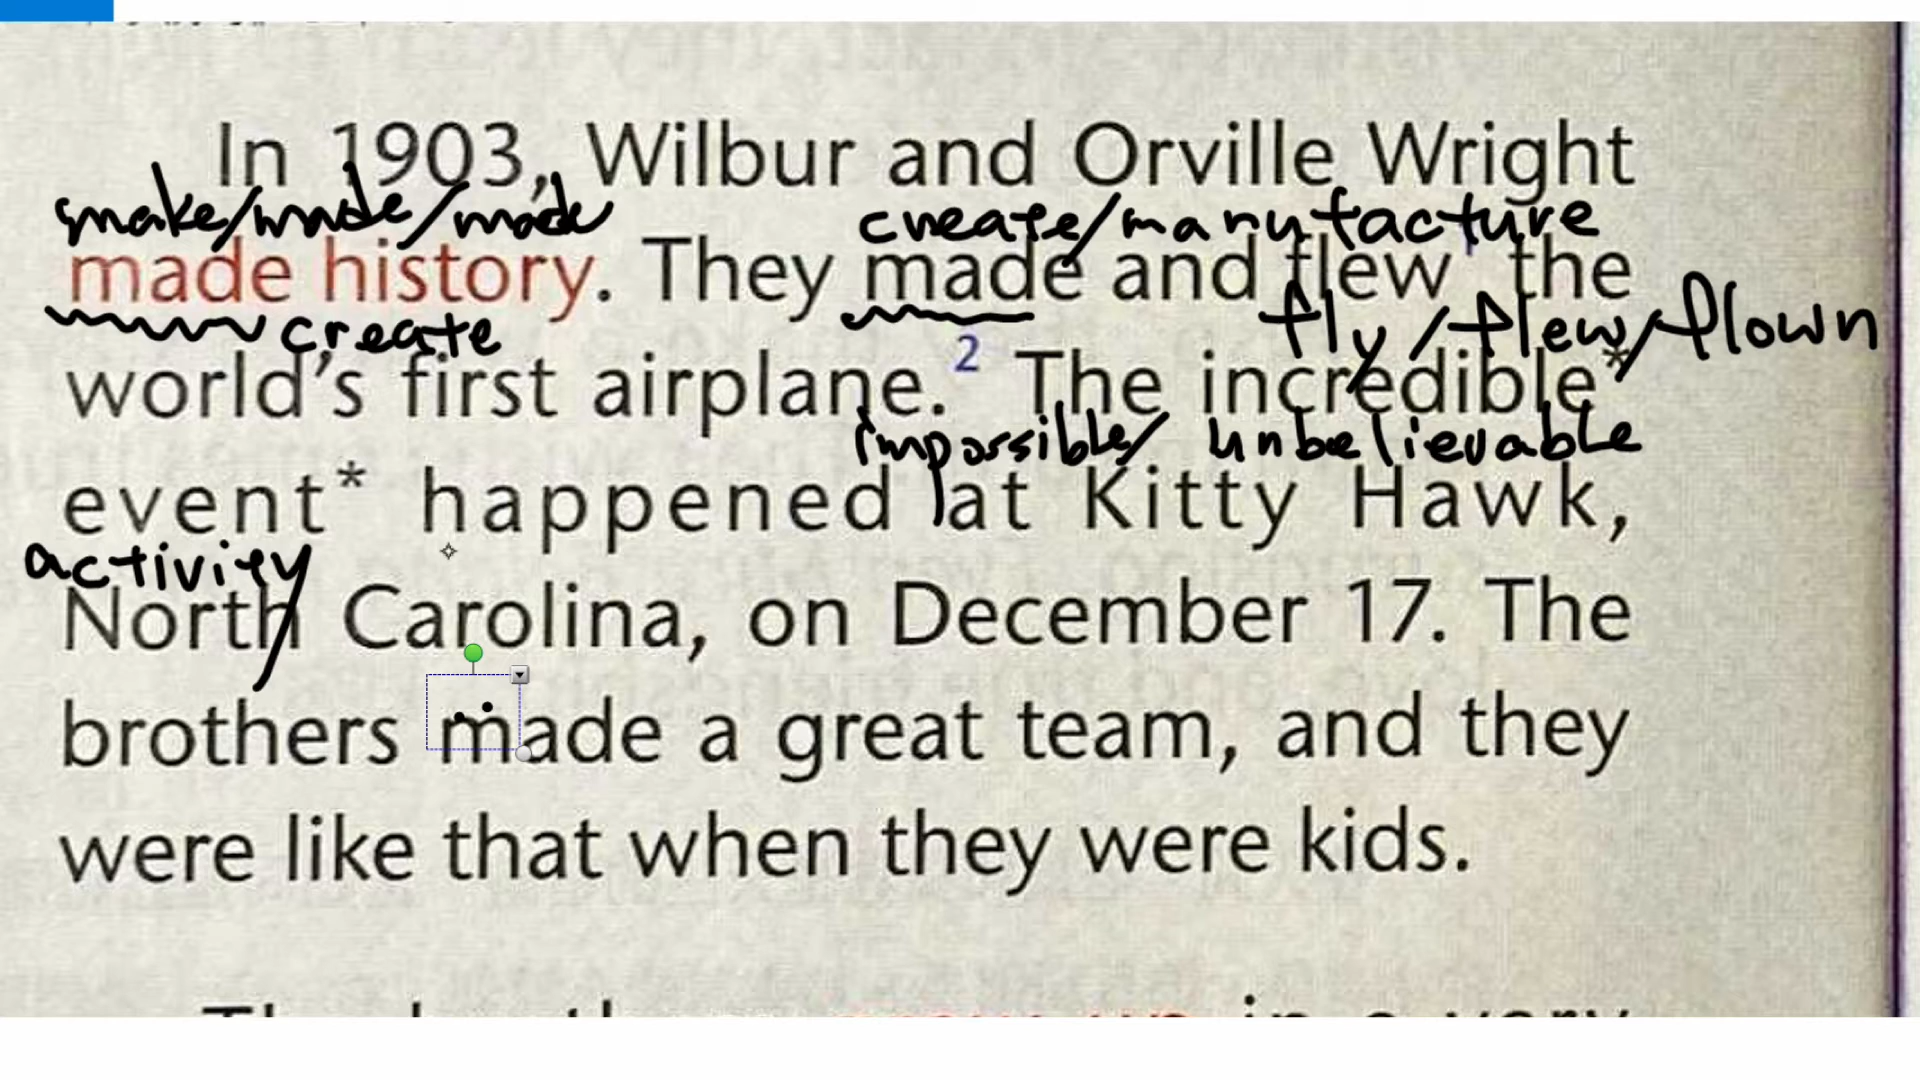 In 1903, Wilbur and Orville Wright
make/made/made create/manufacture
made history. They made and flew¹ the
create fly/flew/flown
world's first airplane.² The incredible*
impossible/ unbelievable
event* happened at Kitty Hawk,
activity
North Carolina, on December 17. The
brothers made a great team, and they
were like that when they were kids.